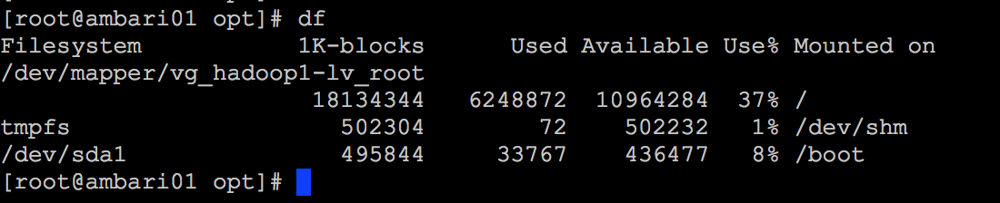 [root@ambari01 opt]# df
Filesystem           1K-blocks      Used Available Use% Mounted on
/dev/mapper/vg_hadoop1-lv_root
                      18134344   6248872  10964284  37% /
tmpfs                   502304        72    502232   1% /dev/shm
/dev/sda1               495844     33767    436477   8% /boot
[root@ambari01 opt]#